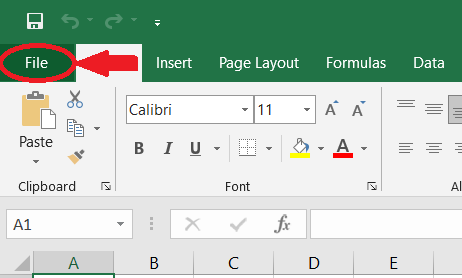 File Insert Page Layout Formulas Data
Calibri 11
Paste B I U A
Clipboard Font Al
A1 fx
A B C D E